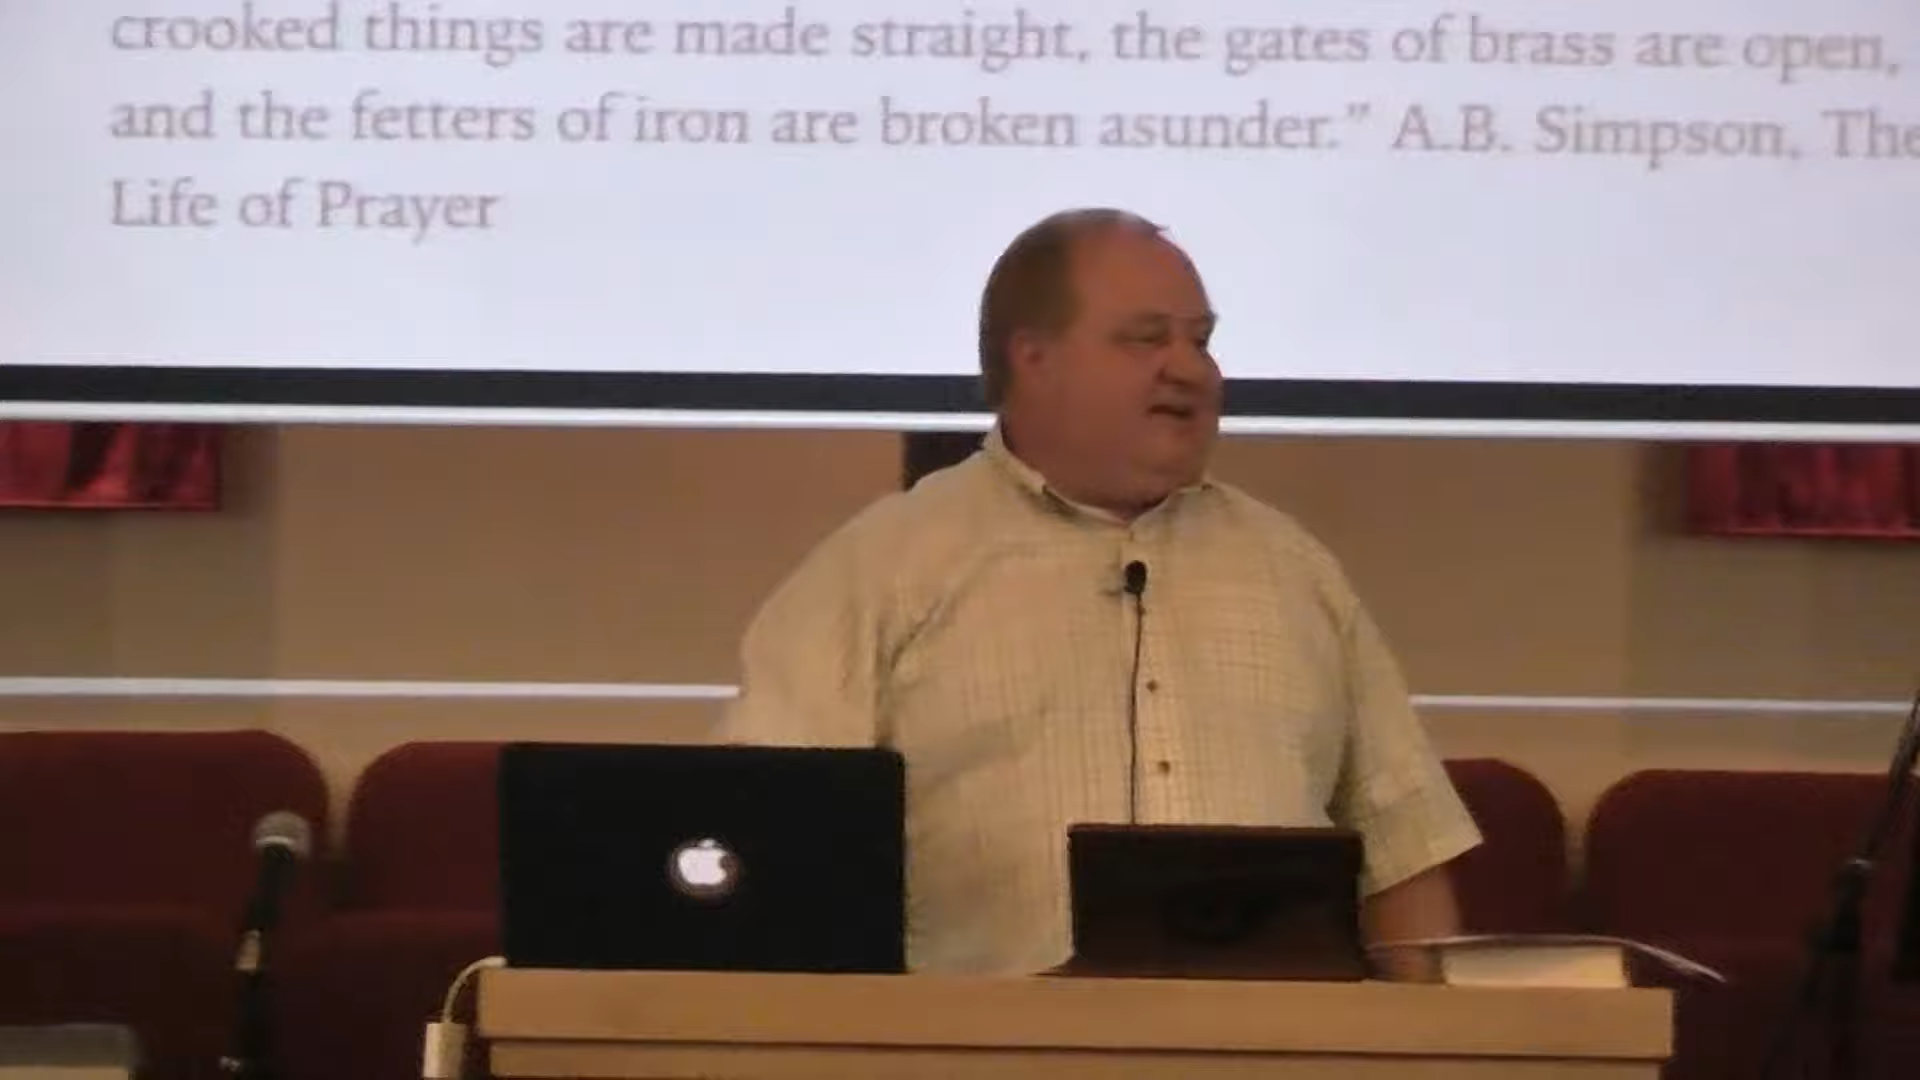 crooked things are made straight, the gates of brass are open,
and the fetters of iron are broken asunder.” A.B. Simpson, The
Life of Prayer